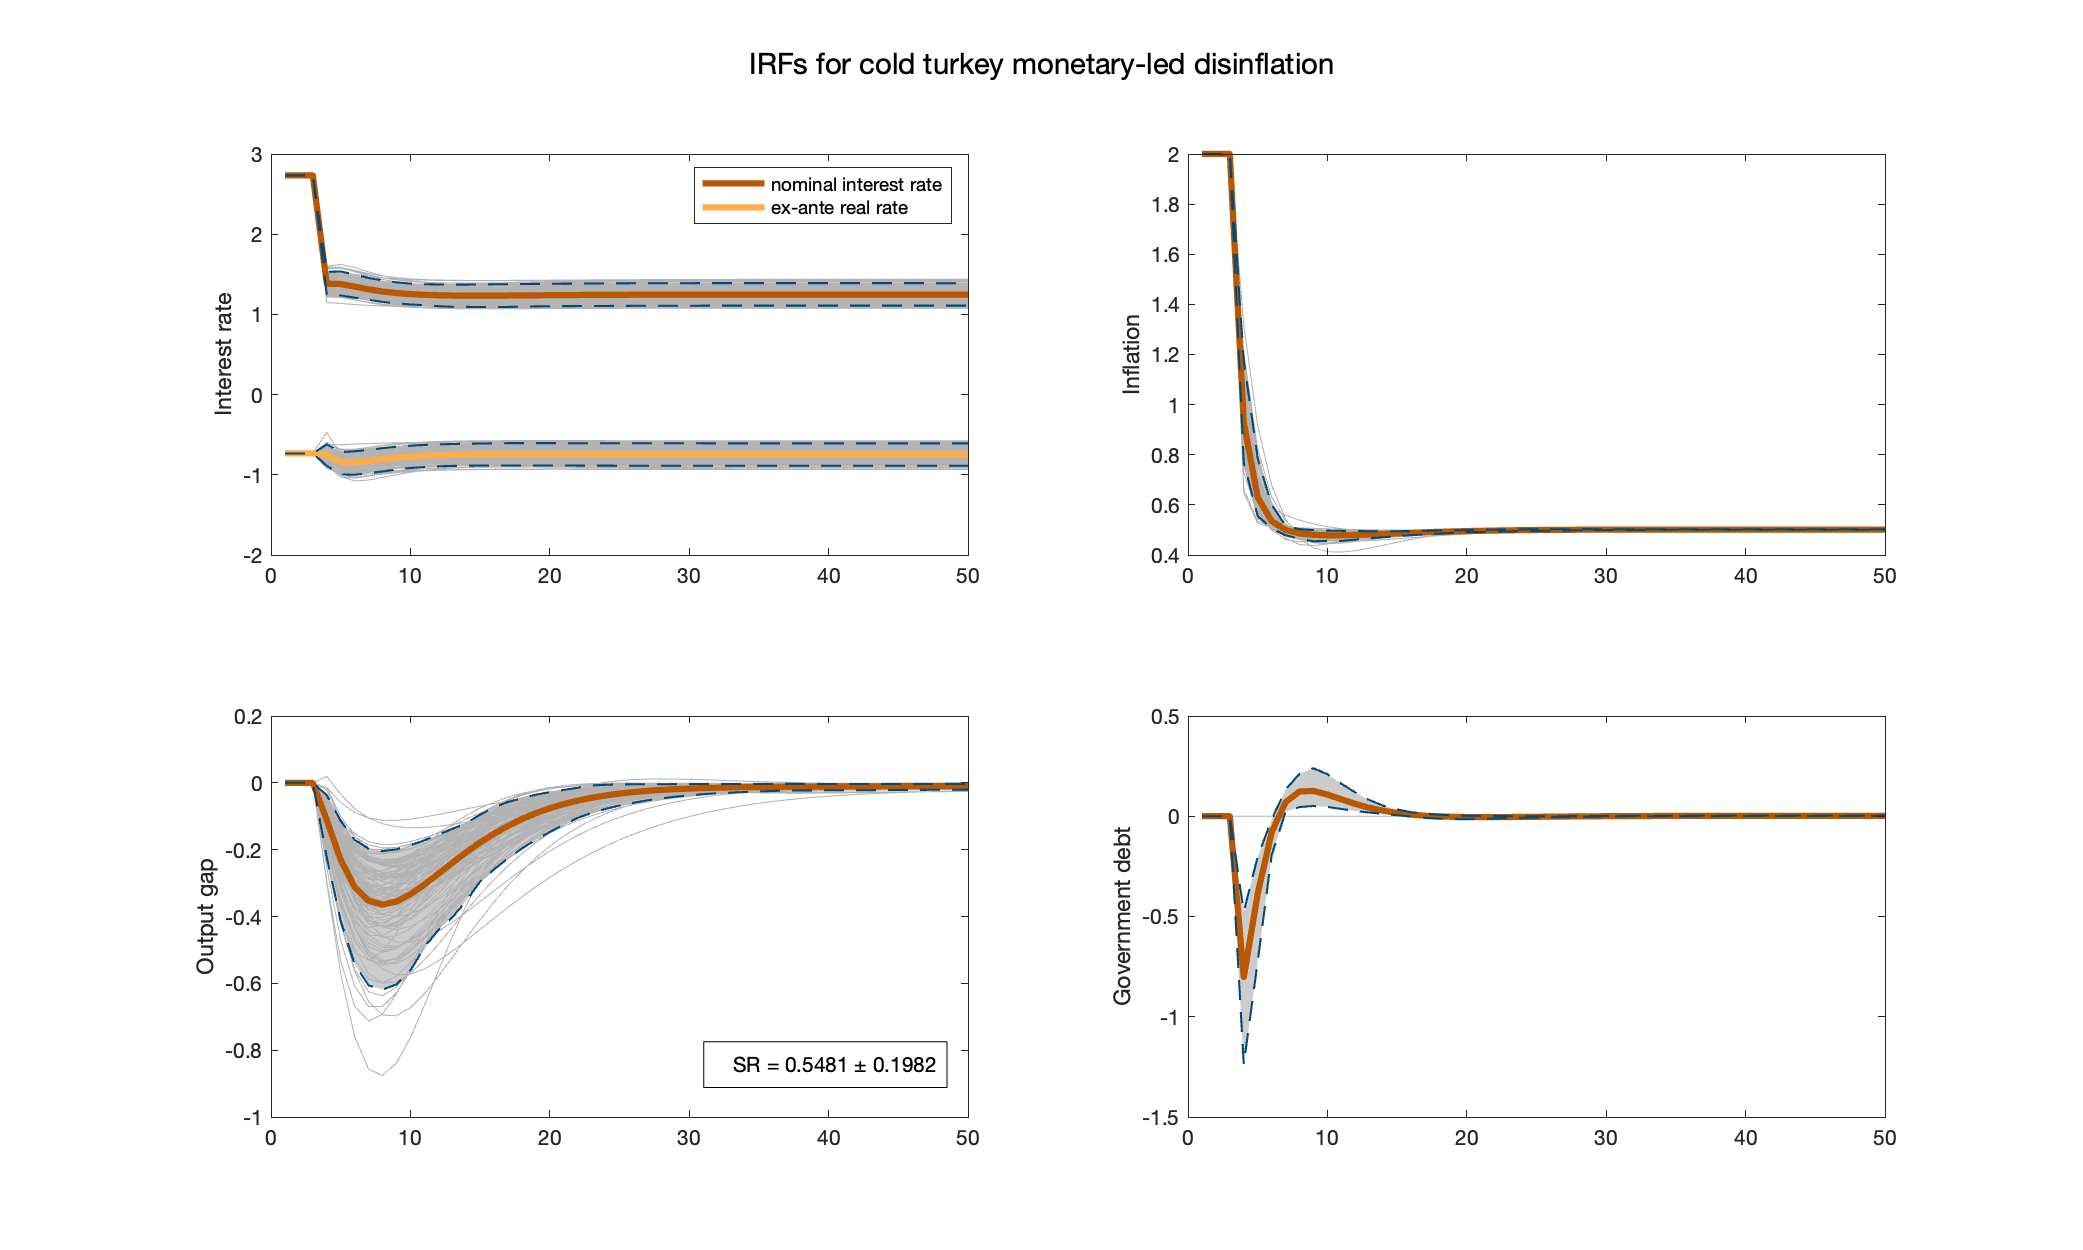 IRFs for cold turkey monetary-led disinflation
3
2
1
0
-1
-2
Interest rate
nominal interest rate
ex-ante real rate
0 10 20 30 40 50
2
1.8
1.6
1.4
1.2
1
0.8
0.6
0.4
Inflation
0 10 20 30 40 50
0.2
0
-0.2
-0.4
-0.6
-0.8
-1
Output gap
SR = 0.5481 ± 0.1982
0 10 20 30 40 50
0.5
0
-0.5
-1
-1.5
Government debt
0 10 20 30 40 50